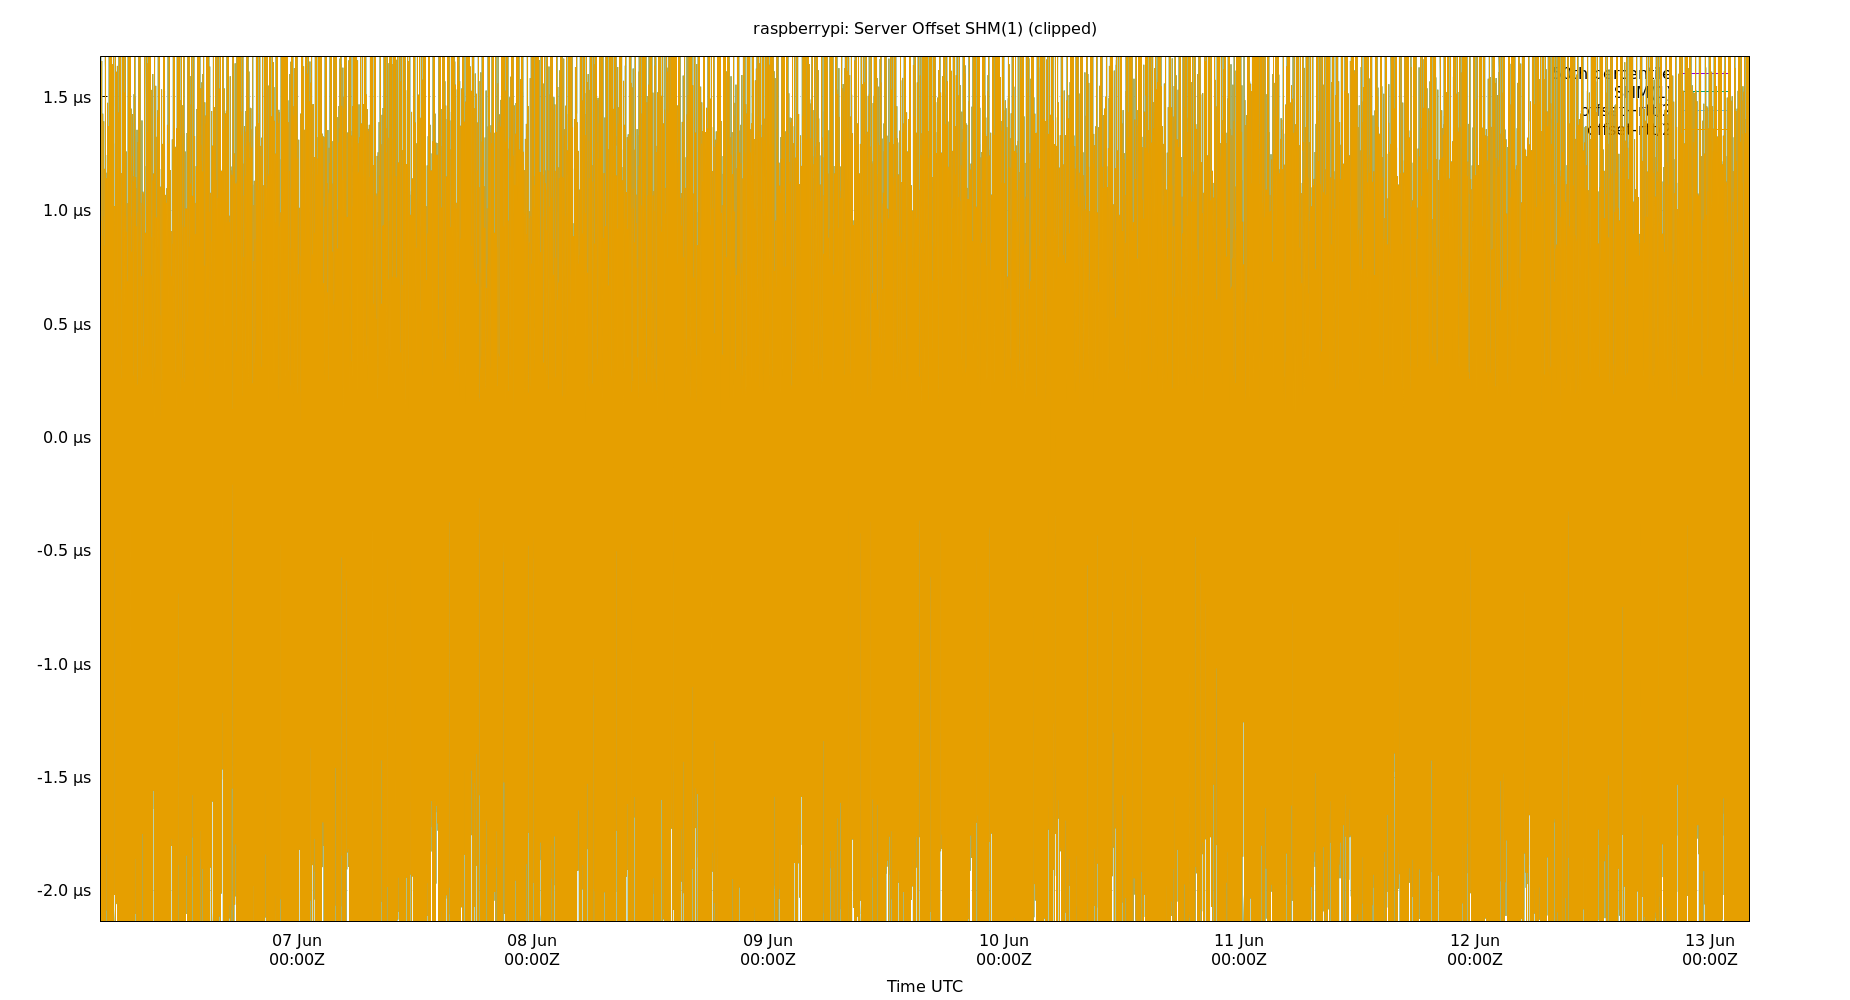 raspberrypi: Server Offset SHM(1) (clipped)
percentile
SHM(1)
1.5 µs
1.0 µs
0.5 µs
0.0 µs
-0.5 µs
-1.0 µs
-1.5 µs
-2.0 µs
07 Jun 08 Jun 09 Jun 10 Jun 11 Jun 12 Jun 13 Jun
00:00Z 00:00Z 00:00Z 00:00Z 00:00Z 00:00Z 00:00Z
Time UTC